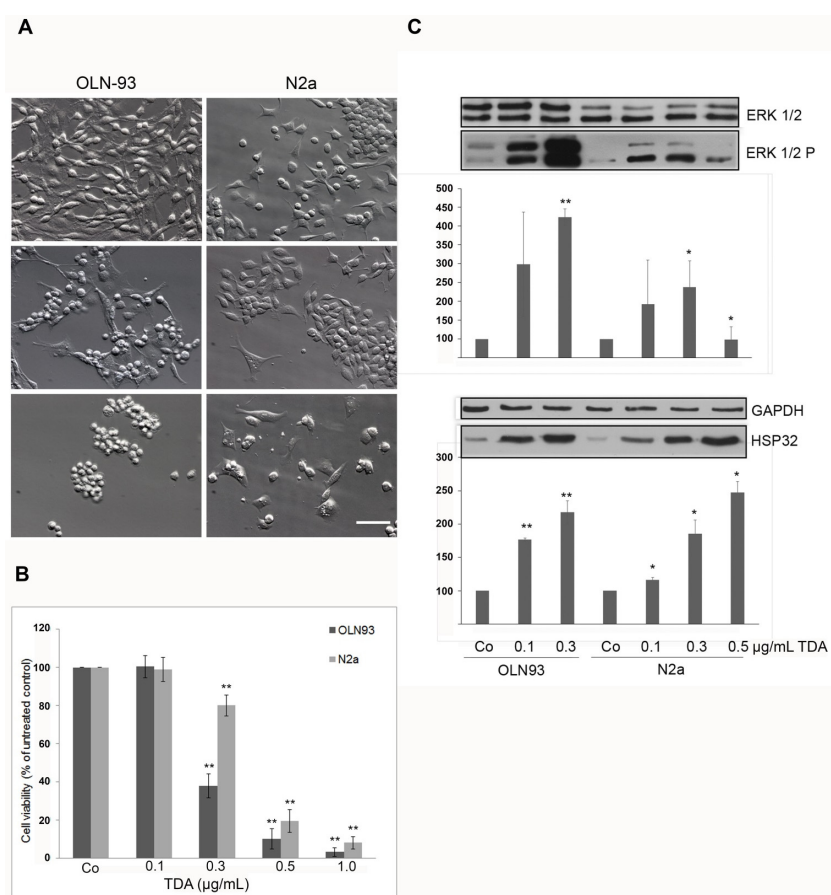 A
OLN-93 N2a
B
120
100
80
60
40
20
0
Cell viability (% of untreated control)
OLN93
N2a
** ** ** ** ** **
Co 0.1 0.3 0.5 1.0
TDA (µg/mL)
C
ERK 1/2
ERK 1/2 P
500
450
400
350
300
250
200
150
100
** * *
GAPDH
HSP32
300
250
200
150
100
** ** * * *
Co 0.1 0.3 Co 0.1 0.3 0.5 µg/mL TDA
OLN93 N2a